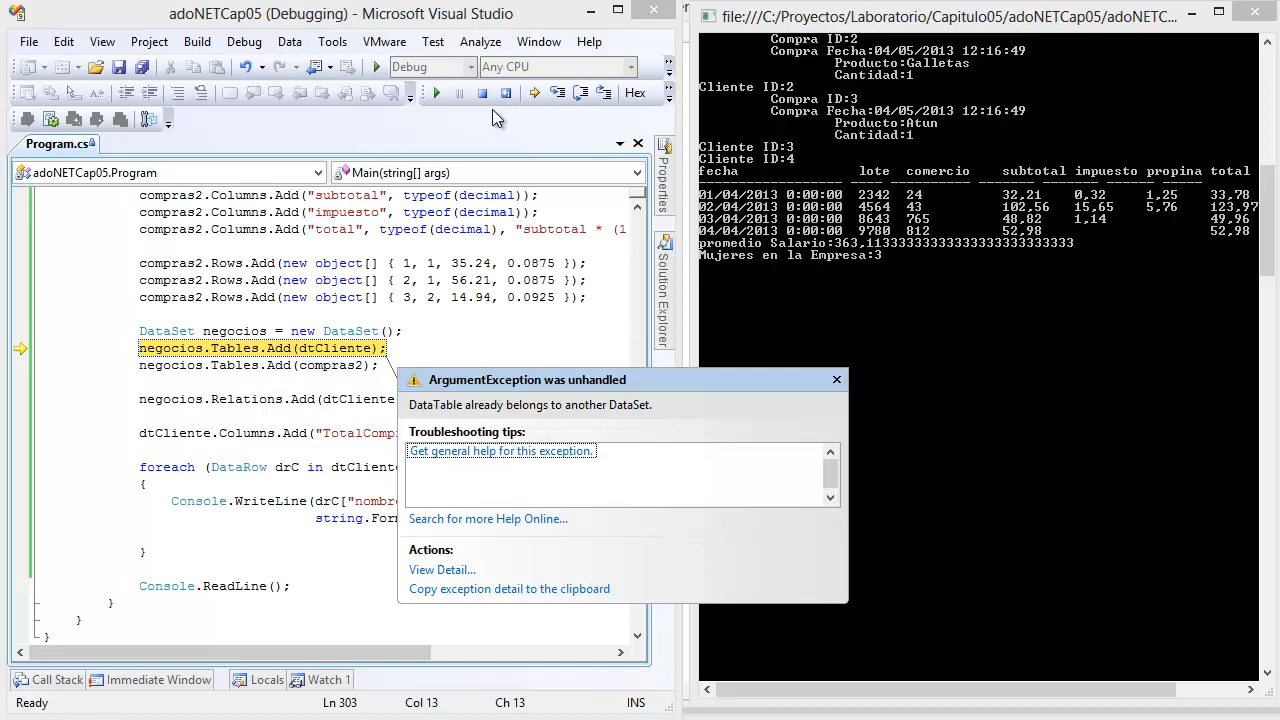 adoNETCap05 (Debugging) - Microsoft Visual Studio
File Edit View Project Build Debug Data Tools VMware Test Analyze Window Help
Debug Any CPU
Hex
Program.cs
adoNETCap05.Program Main(string[] args)
compras2.Columns.Add("subtotal", typeof(decimal));
compras2.Columns.Add("impuesto", typeof(decimal));
compras2.Columns.Add("total", typeof(decimal), "subtotal * (1
compras2.Rows.Add(new object[] { 1, 1, 35.24, 0.0875 });
compras2.Rows.Add(new object[] { 2, 1, 56.21, 0.0875 });
compras2.Rows.Add(new object[] { 3, 2, 14.94, 0.0925 });
DataSet negocios = new DataSet();
negocios.Tables.Add(dtCliente);
negocios.Tables.Add(compras2);
negocios.Relations.Add(dtCliente
dtCliente.Columns.Add("TotalComp
foreach (DataRow drC in dtCliente
{
Console.WriteLine(drC["nombr
string.For
}
Console.ReadLine();
}
}
}
Properties
Solution Explorer
ArgumentException was unhandled
DataTable already belongs to another DataSet.
Troubleshooting tips:
Get general help for this exception.
Search for more Help Online...
Actions:
View Detail...
Copy exception detail to the clipboard
Call Stack Immediate Window Locals Watch 1
Ready Ln 303 Col 13 Ch 13 INS
file:///C:/Proyectos/Laboratorio/Capitulo05/adoNETCap05/adoNETC...
Compra ID:2
Compra Fecha:04/05/2013 12:16:49
Producto:Galletas
Cantidad:1
Cliente ID:2
Compra ID:3
Compra Fecha:04/05/2013 12:16:49
Producto:Atun
Cantidad:1
Cliente ID:3
Cliente ID:4
fecha lote comercio subtotal impuesto propina total
01/04/2013 0:00:00 2342 24 32,21 0,32 1,25 33,78
02/04/2013 0:00:00 4564 43 102,56 15,65 5,76 123,97
03/04/2013 0:00:00 8643 765 48,82 1,14 49,96
04/04/2013 0:00:00 9780 812 52,98 52,98
promedio Salario:363,11333333333333333333333333
Mujeres en la Empresa:3